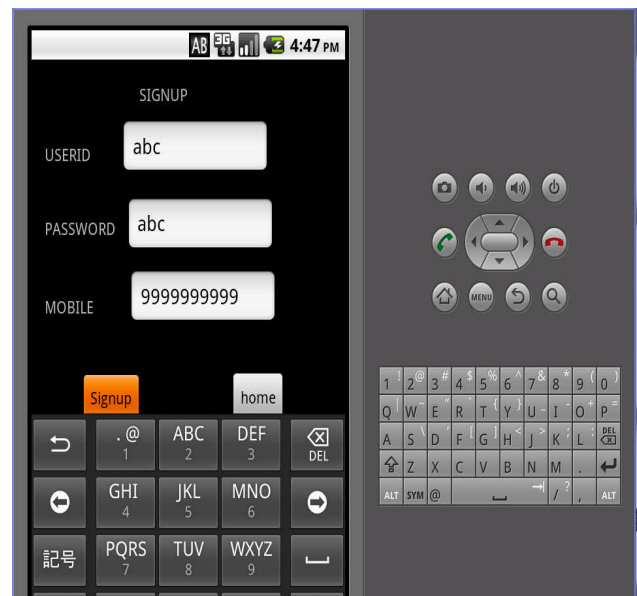 AB 3G 4:47 PM
SIGNUP
USERID abc
PASSWORD abc
MOBILE 9999999999
Signup home
. @ ABC DEF DEL
1 2 3
GHI JKL MNO
4 5 6
記号 PQRS TUV WXYZ
7 8 9
MENU
1 ! 2 @ 3 # 4 $ 5 % 6 ^ 7 & 8 * 9 ( 0 )
Q | W ~ E " R ` T { Y } U - I - O + P =
A S \ D ' F [ G ] H < J > K ; L : DEL
Z X C V B N M .
ALT SYM @ / ? , ALT